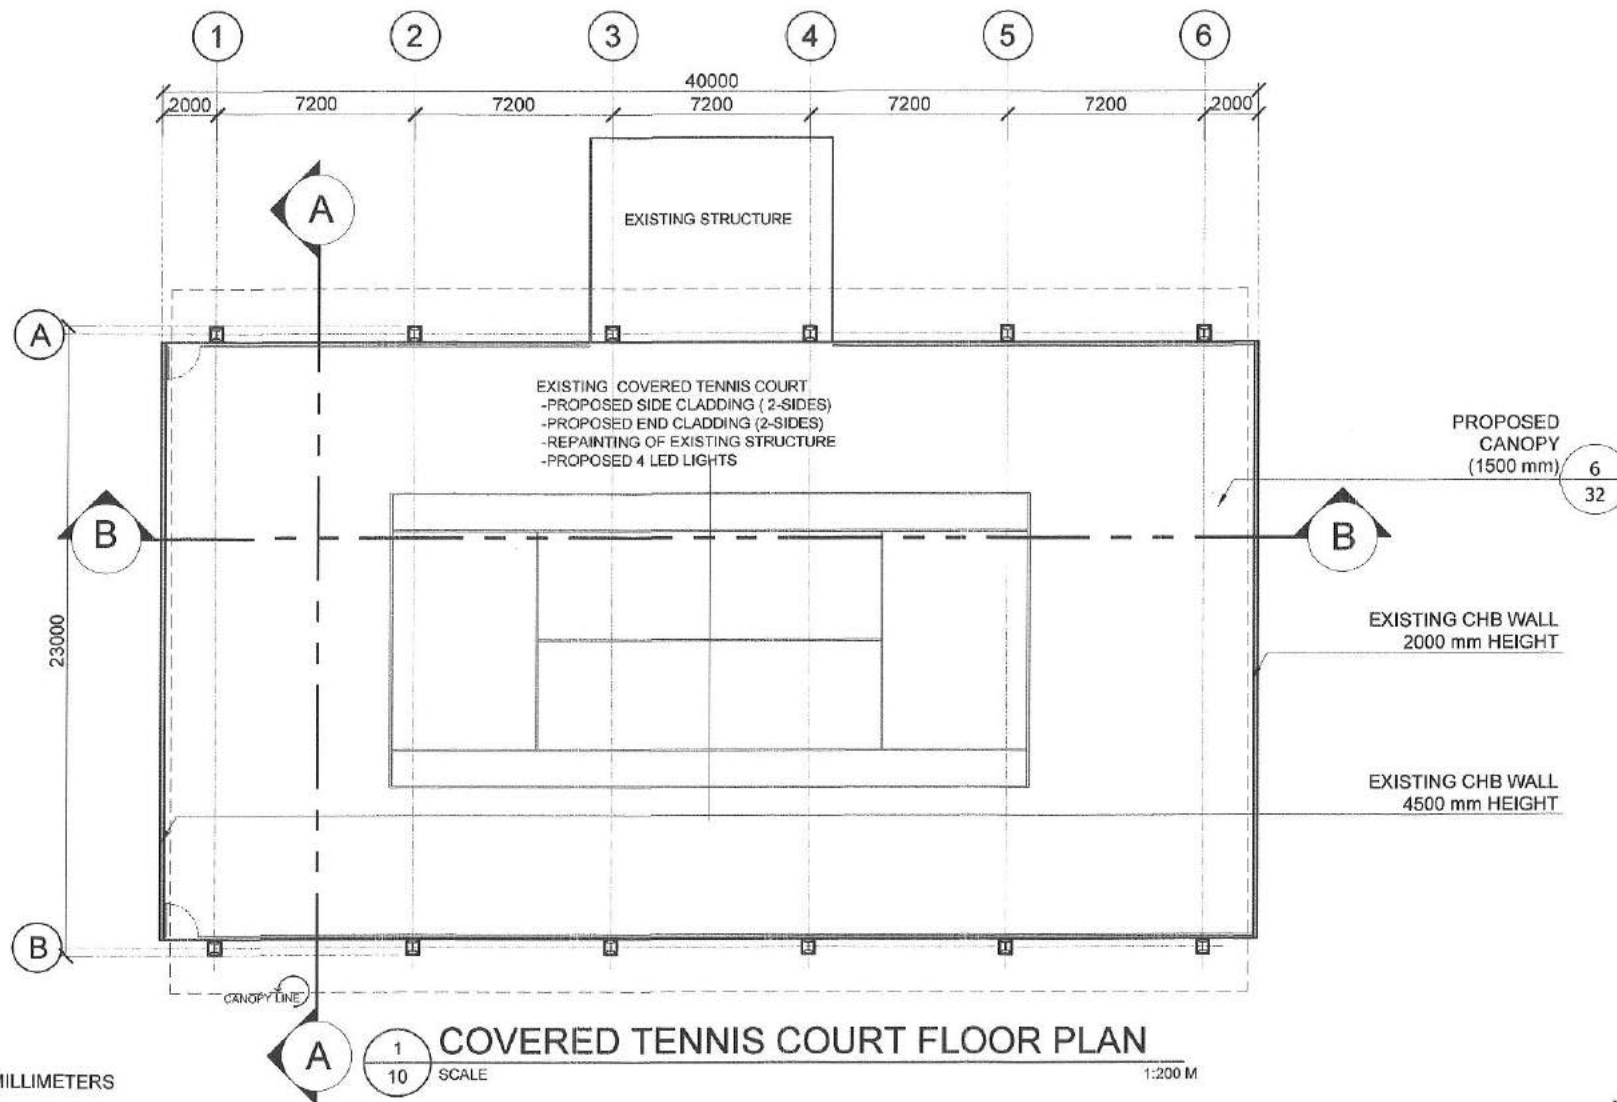 1 2 3 4 5 6
40000
2000 7200 7200 7200 7200 7200 2000
A
EXISTING STRUCTURE
A
EXISTING COVERED TENNIS COURT
-PROPOSED SIDE CLADDING ( 2-SIDES)
-PROPOSED END CLADDING (2-SIDES)
-REPAINTING OF EXISTING STRUCTURE
-PROPOSED 4 LED LIGHTS
PROPOSED
CANOPY
(1500 mm)
6
32
B
B
23000
EXISTING CHB WALL
2000 mm HEIGHT
EXISTING CHB WALL
4500 mm HEIGHT
B
CANOPY LINE
A
1
10
COVERED TENNIS COURT FLOOR PLAN
SCALE
1:200 M
MILLIMETERS